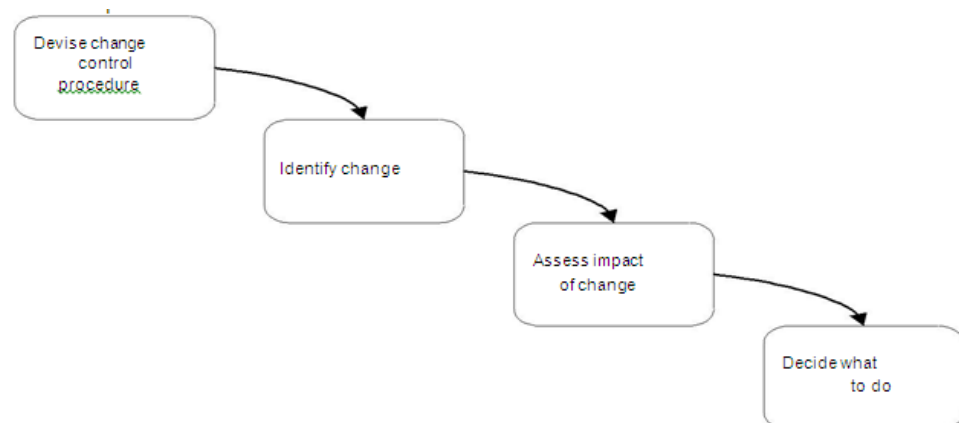 Devise change
control
procedure
Identify change
Assess impact
of change
Decide what
to do